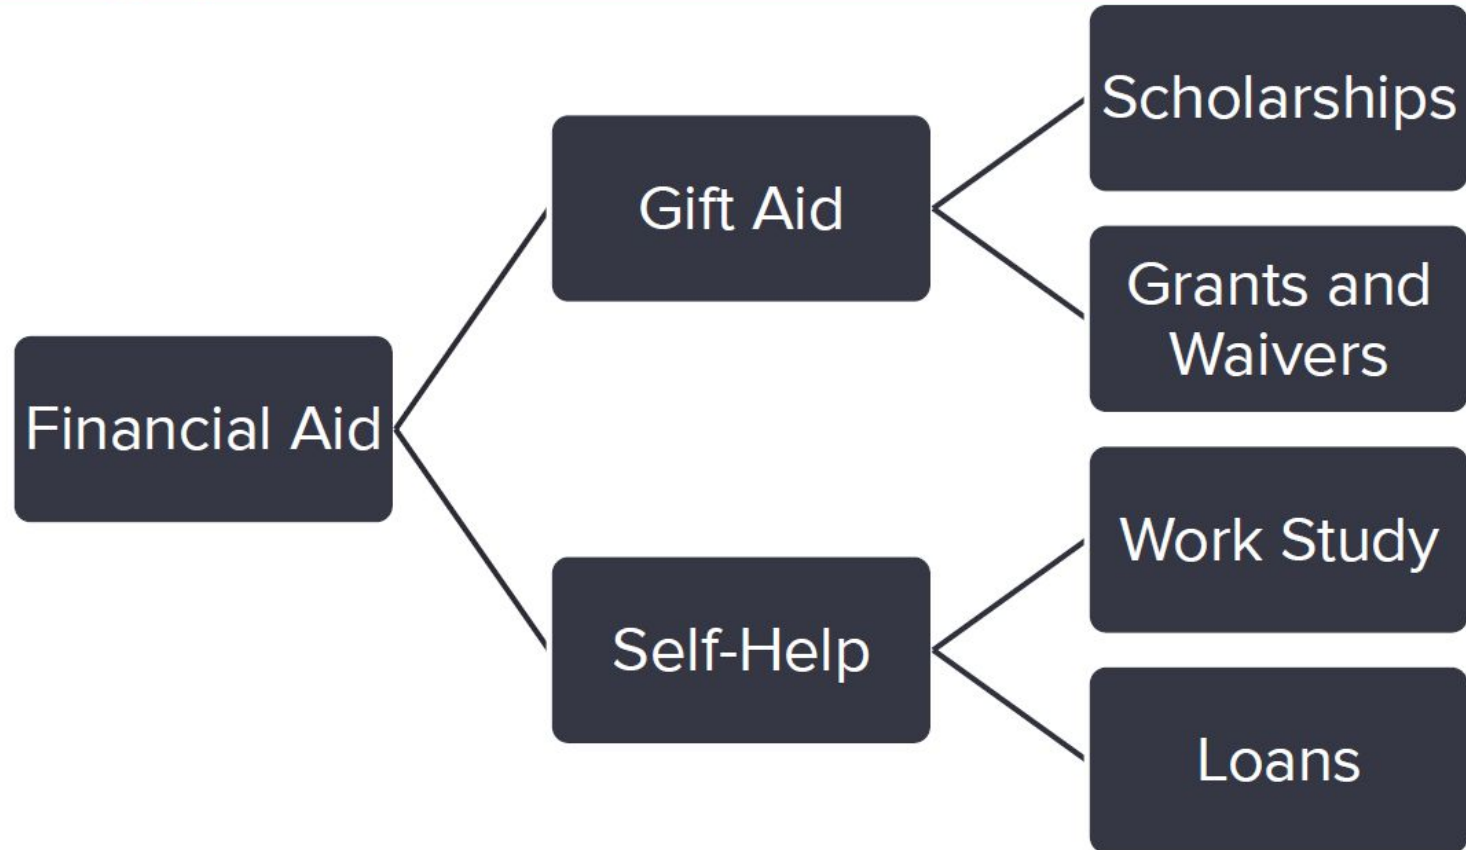 Financial Aid
Gift Aid
Scholarships
Grants and
Waivers
Self-Help
Work Study
Loans